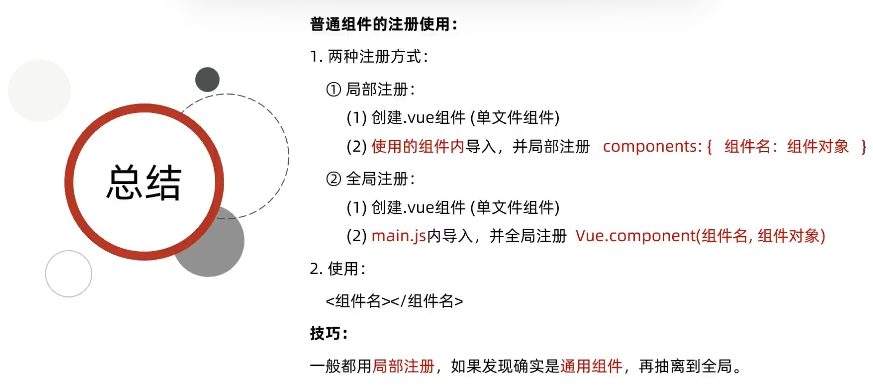 总结
普通组件的注册使用：
1. 两种注册方式：
① 局部注册：
(1) 创建.vue组件 (单文件组件)
(2) 使用的组件内导入，并局部注册 components: { 组件名：组件对象 }
② 全局注册：
(1) 创建.vue组件 (单文件组件)
(2) main.js内导入，并全局注册 Vue.component(组件名, 组件对象)
2. 使用：
<组件名></组件名>
技巧：
一般都用局部注册，如果发现确实是通用组件，再抽离到全局。